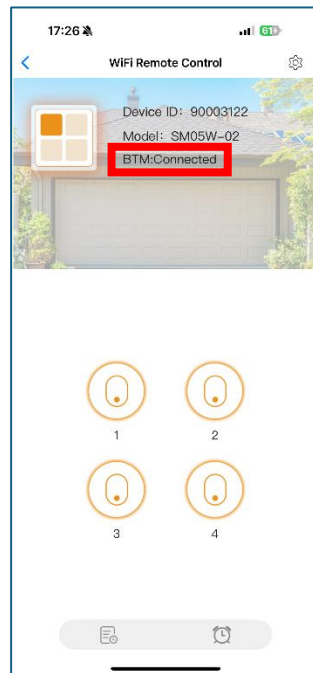 17:26
61
WiFi Remote Control
Device ID: 90003122
Model: SM05W-02
BTM:Connected
1
2
3
4